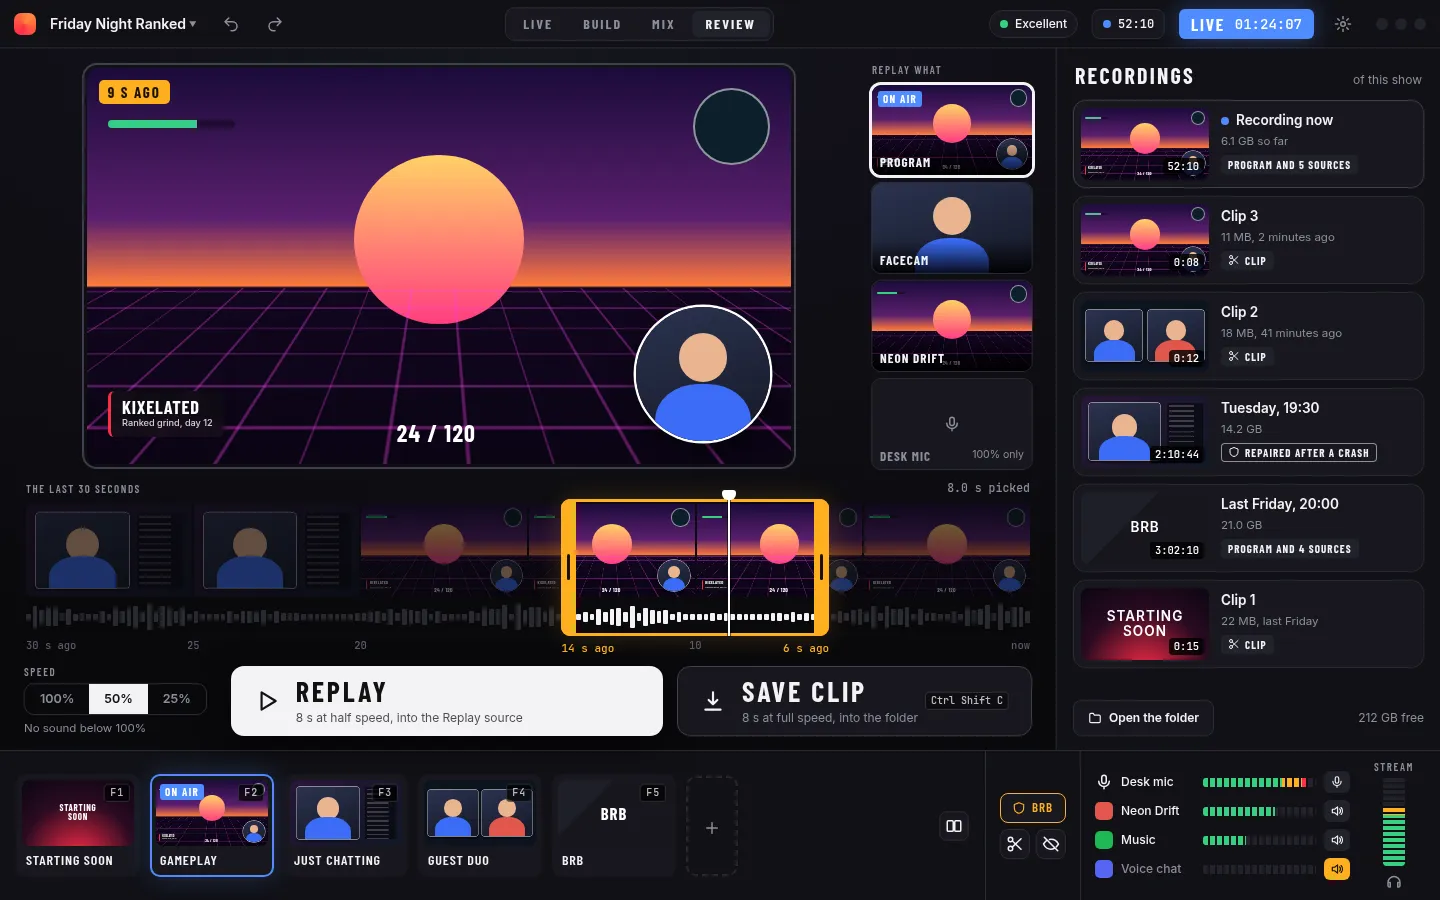 Friday Night Ranked
LIVE BUILD MIX REVIEW
Excellent
52:10
LIVE 01:24:07
9 S AGO
KIXELATED
Ranked grind, day 12
24 / 120
REPLAY WHAT
ON AIR
PROGRAM
FACECAM
NEON DRIFT
DESK MIC 100% only
RECORDINGS of this show
52:10
Recording now
6.1 GB so far
PROGRAM AND 5 SOURCES
0:08
Clip 3
11 MB, 2 minutes ago
CLIP
0:12
Clip 2
18 MB, 41 minutes ago
CLIP
2:10:44
Tuesday, 19:30
14.2 GB
REPAIRED AFTER A CRASH
BRB
3:02:10
Last Friday, 20:00
21.0 GB
PROGRAM AND 4 SOURCES
STARTING
SOON
0:15
Clip 1
22 MB, last Friday
CLIP
Open the folder
212 GB free
THE LAST 30 SECONDS
8.0 s picked
30 s ago 25 20 14 s ago 10 6 s ago now
SPEED
100% 50% 25%
No sound below 100%
REPLAY
8 s at half speed, into the Replay source
SAVE CLIP
8 s at full speed, into the folder
Ctrl Shift C
F1
STARTING
SOON
STARTING SOON
ON AIR
F2
GAMEPLAY
F3
JUST CHATTING
F4
GUEST DUO
F5
BRB
BRB
+
BRB
Desk mic
Neon Drift
Music
Voice chat
STREAM